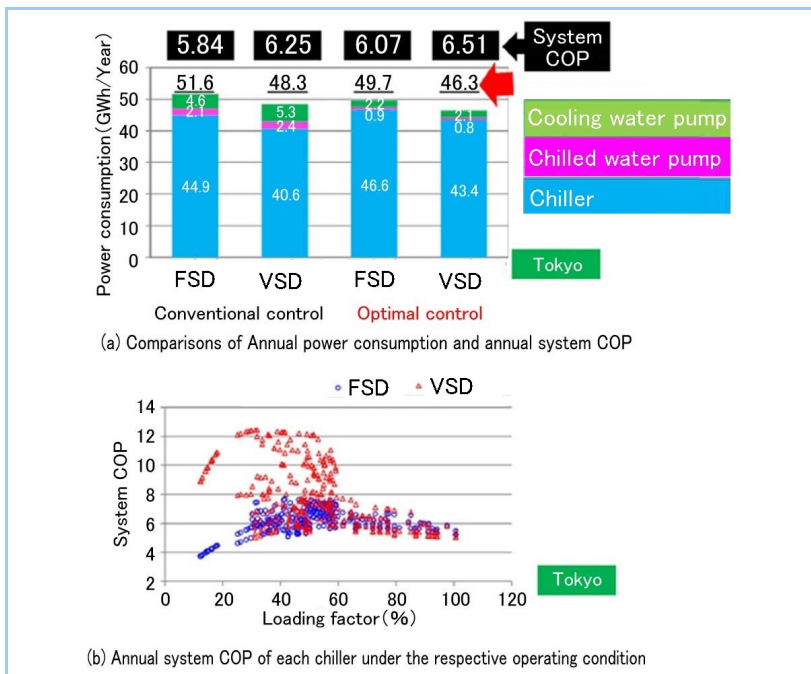 5.84 6.25 6.07 6.51 System COP
60
50
40
30
20
10
0
Power consumption(GWh/Year)
51.6 48.3 49.7 46.3
4.6 5.3 2.2 2.1
2.1 2.4 0.9 0.8
44.9 40.6 46.6 43.4
Cooling water pump
Chilled water pump
Chiller
Tokyo
FSD VSD FSD VSD
Conventional control Optimal control
(a) Comparisons of Annual power consumption and annual system COP
FSD VSD
14
12
10
8
6
4
2
System COP
0 20 40 60 80 100 120
Loading factor(%)
Tokyo
(b) Annual system COP of each chiller under the respective operating condition